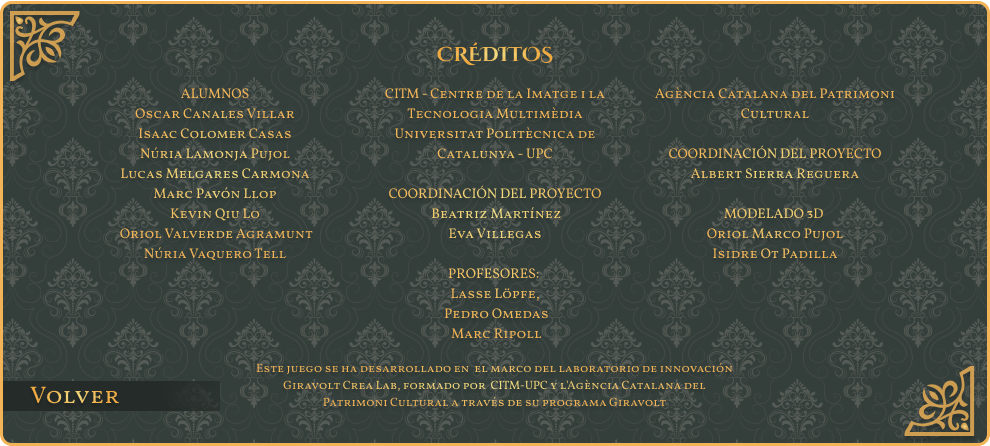 CRÉDITOS
ALUMNOS
Oscar Canales Villar
Isaac Colomer Casas
Núria Lamonja Pujol
Lucas Melgares Carmona
Marc Pavón Llop
Kevin Qiu Lo
Oriol Valverde Agramunt
Núria Vaquero Tell
CITM - Centre de la Imatge i la
Tecnologia Multimèdia
Universitat Politècnica de
Catalunya - UPC
COORDINACIÓN DEL PROYECTO
Beatriz Martínez
Eva Villegas
PROFESORES:
Lasse Löpfe,
Pedro Omedas
Marc Ripoll
Agència Catalana del Patrimoni
Cultural
COORDINACIÓN DEL PROYECTO
Albert Sierra Reguera
MODELADO 3D
Oriol Marco Pujol
Isidre Ot Padilla
Este juego se ha desarrollado en el marco del laboratorio de innovación
Giravolt Crea Lab, formado por CITM-UPC y l'Agència Catalana del
Patrimoni Cultural a través de su programa Giravolt
Volver